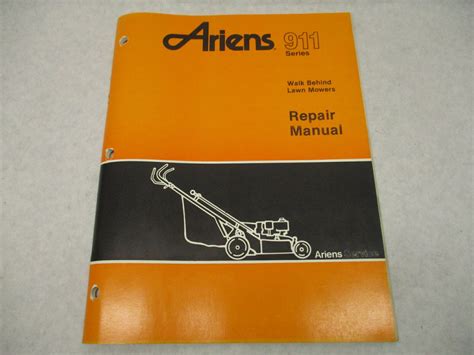 Ariens 911
Series
Walk Behind
Lawn Mowers
Repair
Manual
Ariens Service